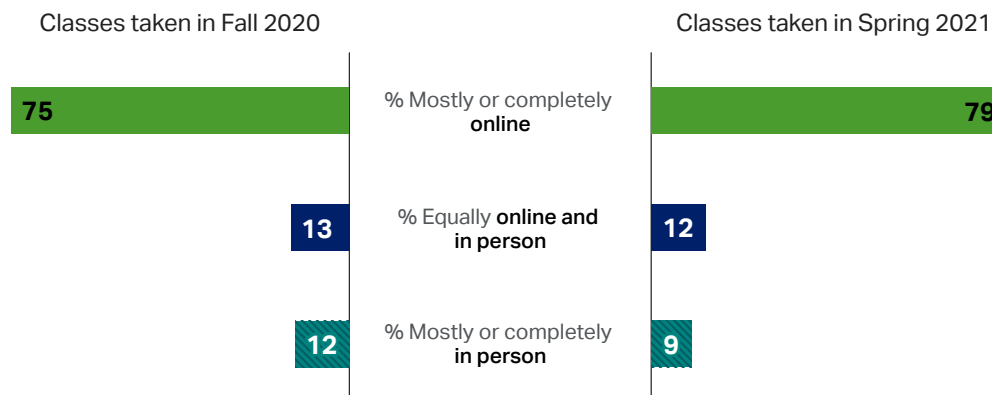 Classes taken in Fall 2020
Classes taken in Spring 2021
75
% Mostly or completely
online
79
13
% Equally online and
in person
12
12
% Mostly or completely
in person
9